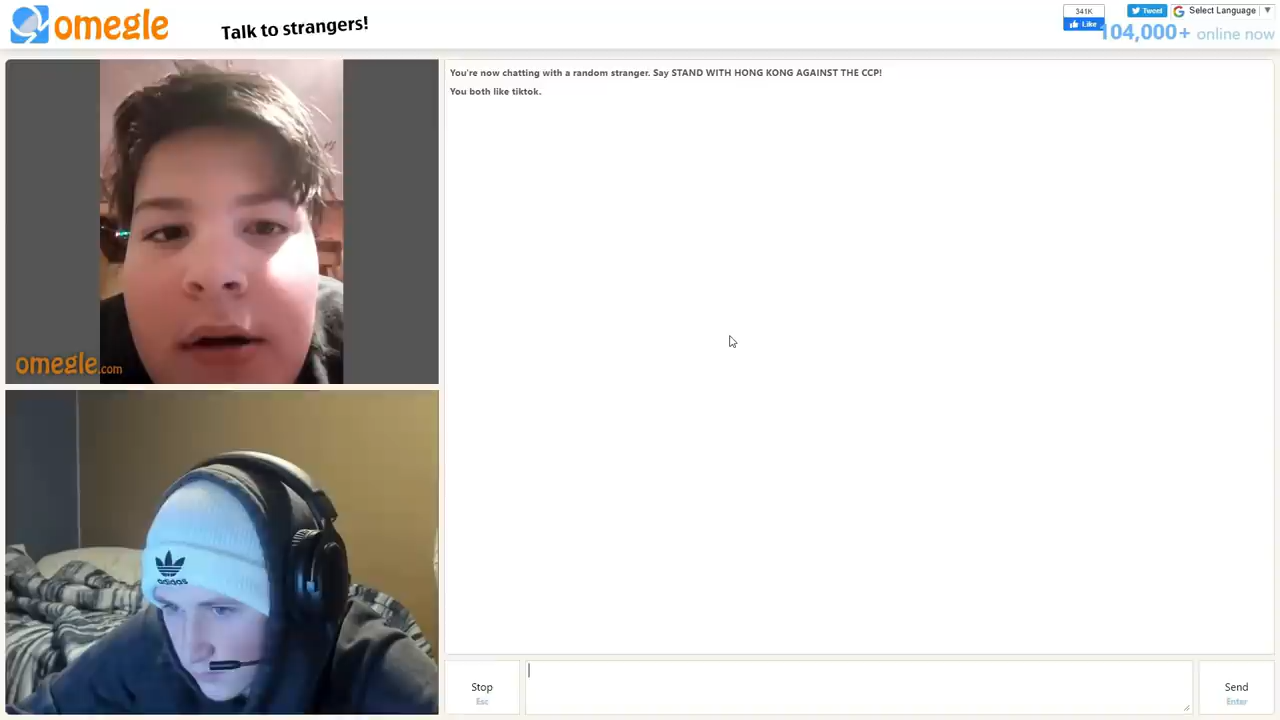 omegle
Talk to strangers!
341K
Like
Tweet
Select Language ▼
104,000+ online now
You're now chatting with a random stranger. Say STAND WITH HONG KONG AGAINST THE CCP!
You both like tiktok.
omegle.com
adidas
Stop
Esc
Send
Enter